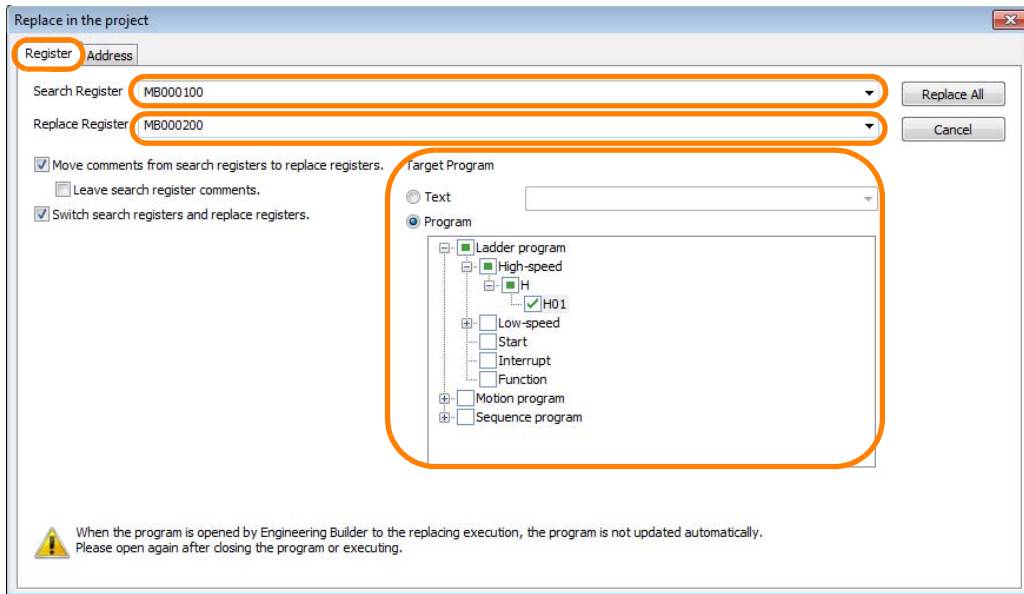 Replace in the project
Register
Address
Search Register
MB000100
Replace All
Replace Register
MB000200
Cancel
Move comments from search registers to replace registers.
Leave search register comments.
Switch search registers and replace registers.
Target Program
Text
Program
Ladder program
High-speed
H
H01
Low-speed
Start
Interrupt
Function
Motion program
Sequence program
When the program is opened by Engineering Builder to the replacing execution, the program is not updated automatically.
Please open again after closing the program or executing.